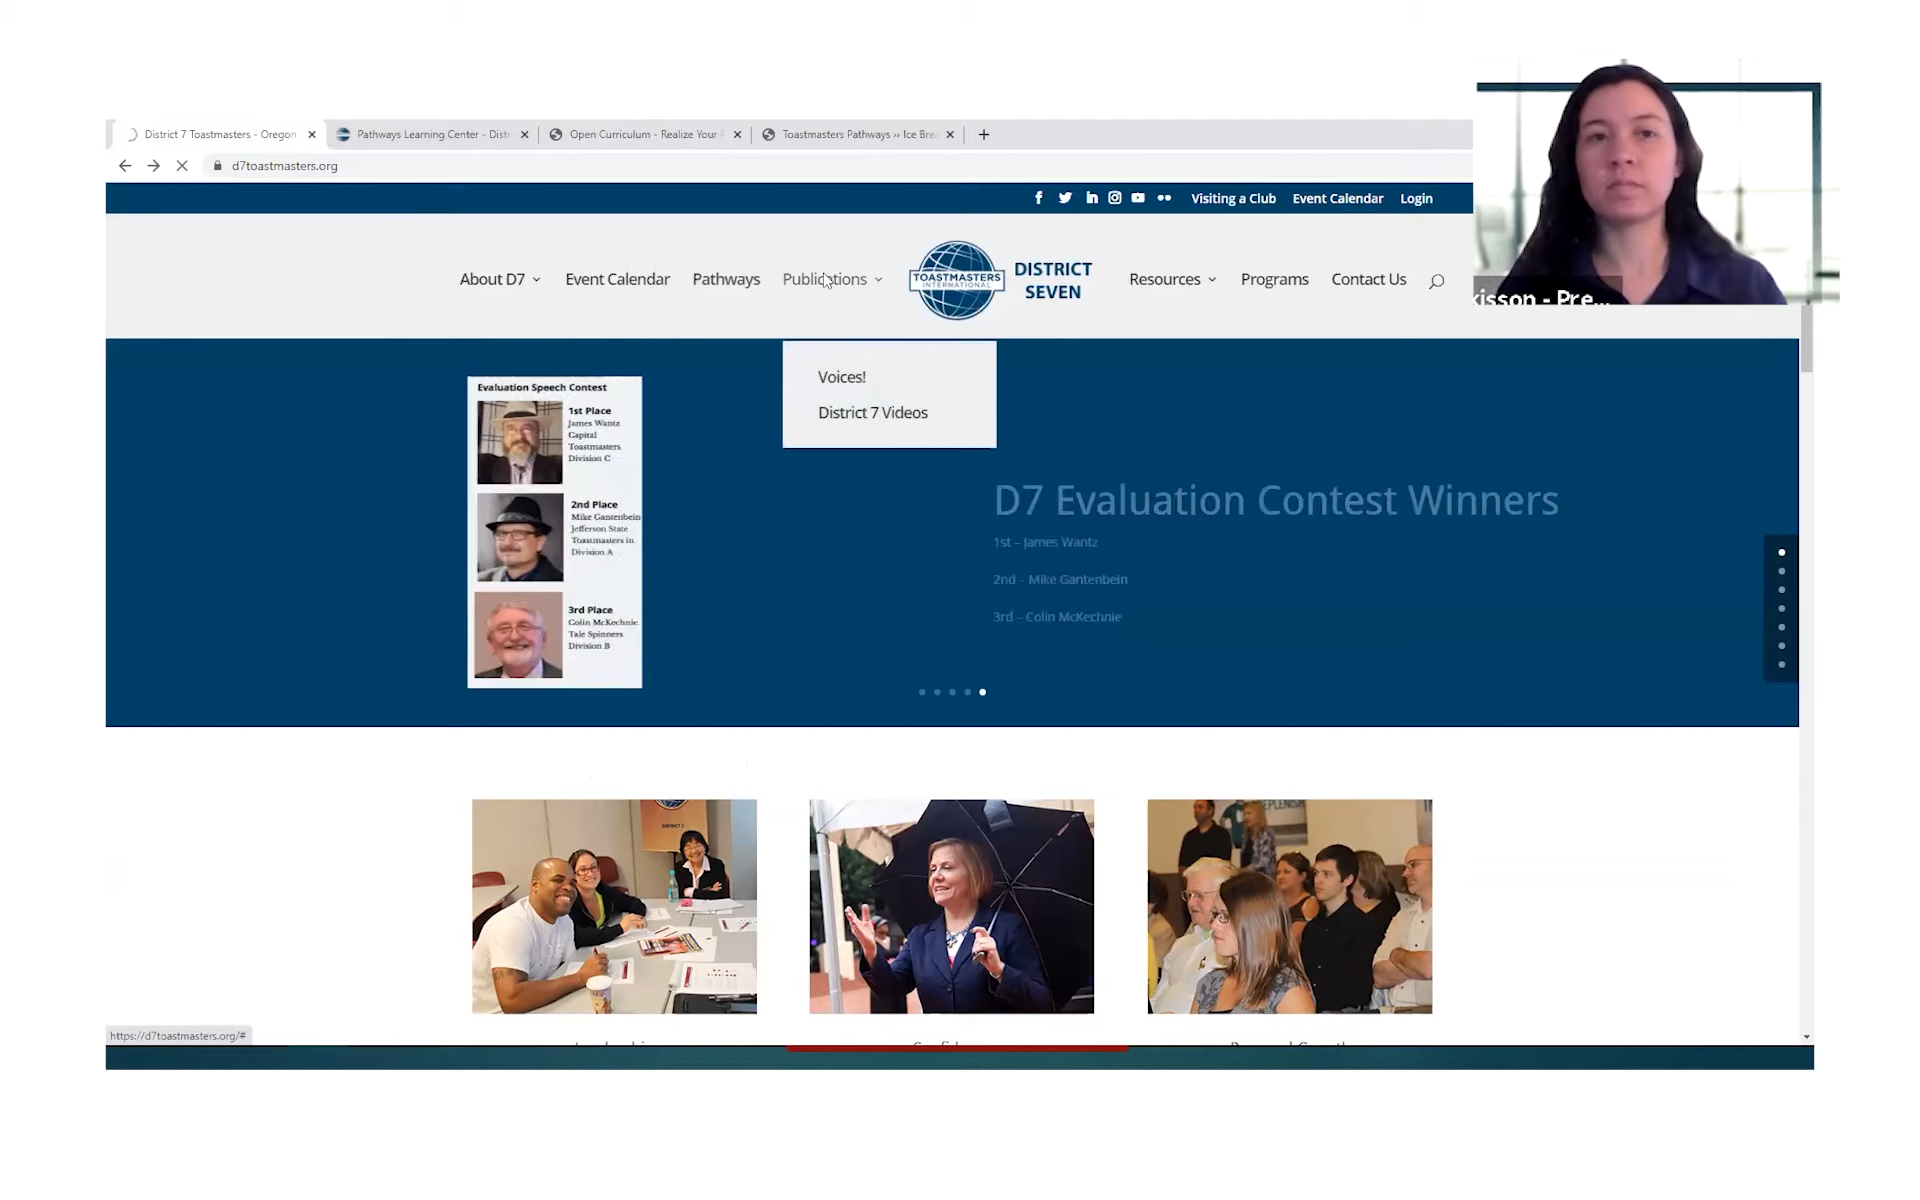 District 7 Toastmasters - Oregon
Pathways Learning Center - Distr
Open Curriculum - Realize Your
Toastmasters Pathways ›› Ice Bre
d7toastmasters.org
Visiting a Club
Event Calendar
Login
About D7
Event Calendar
Pathways
Publications
TOASTMASTERS
INTERNATIONAL
DISTRICT
SEVEN
Resources
Programs
Contact Us
kisson - Pre...
Voices!
District 7 Videos
Evaluation Speech Contest
1st Place
James Wantz
Capital
Toastmasters
Division C
2nd Place
Mike Gantenbein
Jefferson State
Toastmasters in
Division A
3rd Place
Colin McKechnie
Tale Spinners
Division B
D7 Evaluation Contest Winners
1st – James Wantz
2nd – Mike Gantenbein
3rd – Colin McKechnie
DISTRICT 7
https://d7toastmasters.org/#